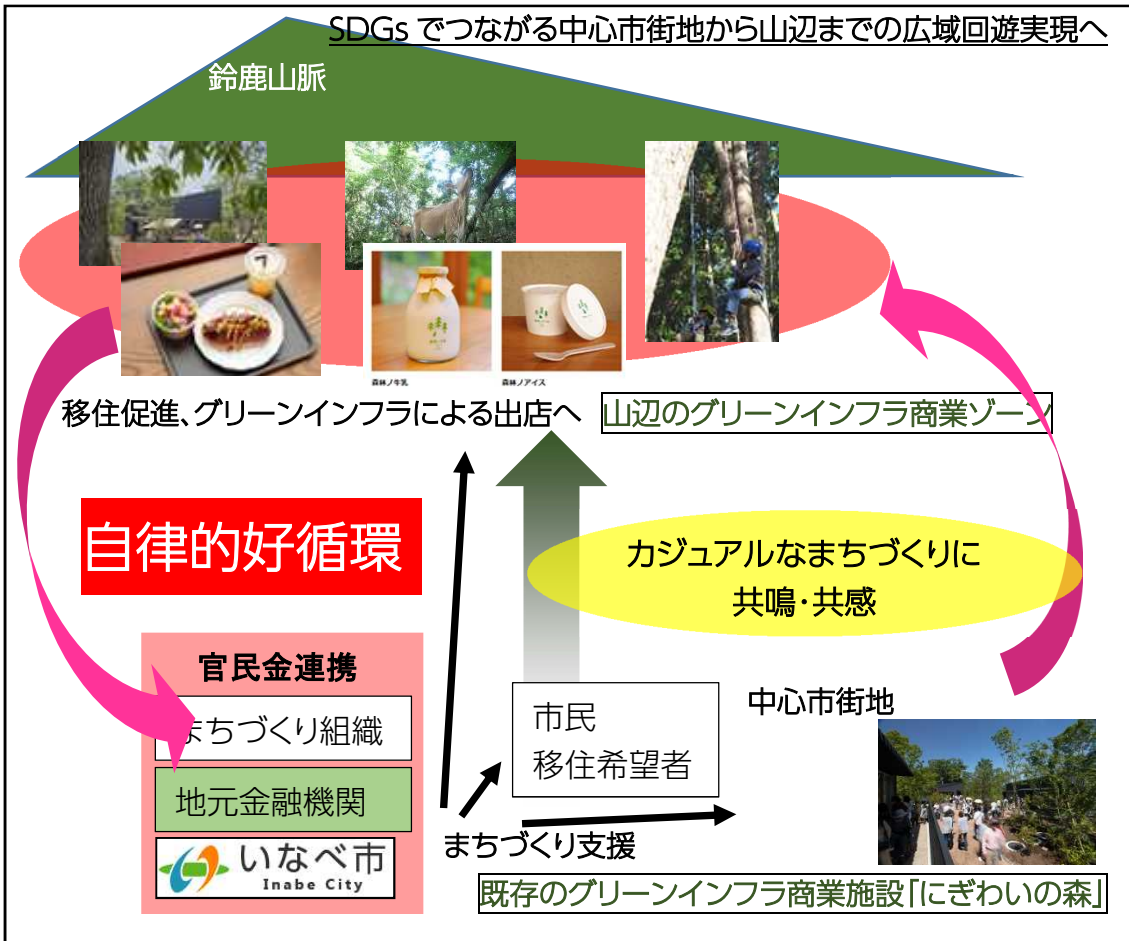 SDGs でつながる中心市街地から山辺までの広域回遊実現へ
鈴鹿山脈
森林ノ牛乳
森林ノアイス
移住促進、グリーンインフラによる出店へ
山辺のグリーンインフラ商業ゾーン
自律的好循環
カジュアルなまちづくりに
共鳴・共感
官民金連携
まちづくり組織
地元金融機関
いなべ市
Inabe City
市民
移住希望者
中心市街地
まちづくり支援
既存のグリーンインフラ商業施設「にぎわいの森」